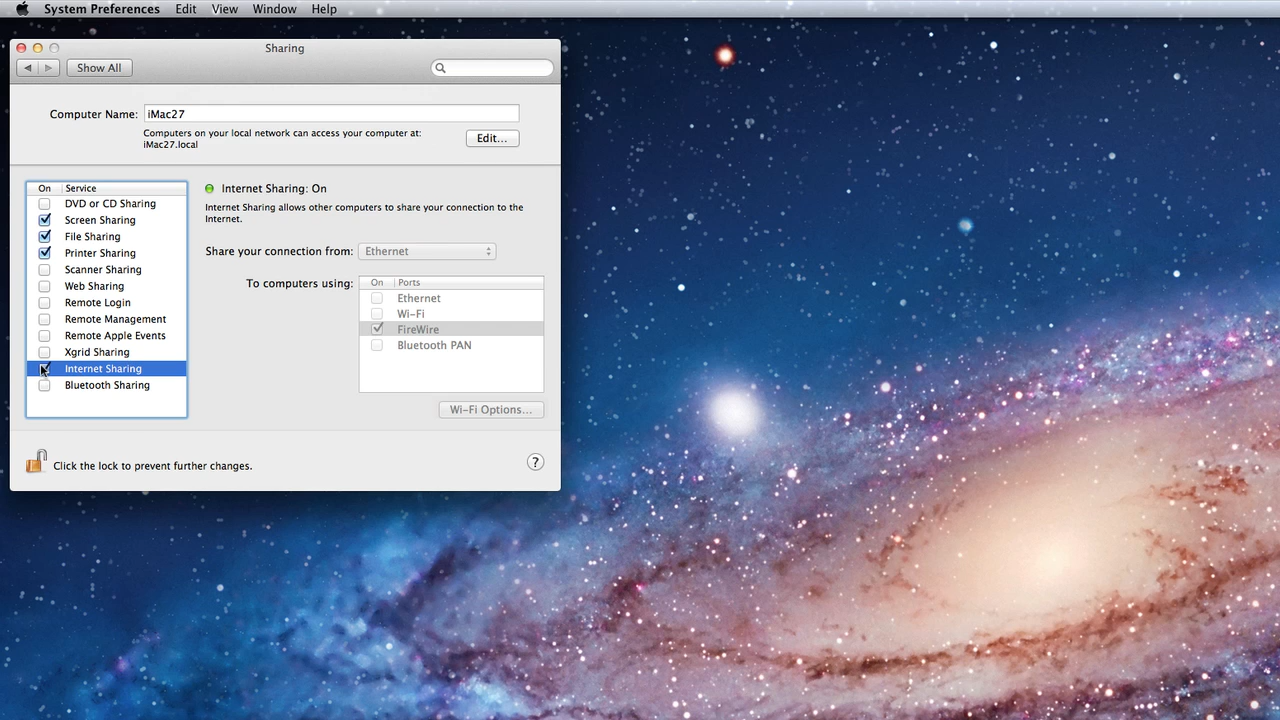 System Preferences Edit View Window Help
Sharing
Show All
Computer Name: iMac27
Computers on your local network can access your computer at:
iMac27.local
Edit...
On Service
DVD or CD Sharing
Screen Sharing
File Sharing
Printer Sharing
Scanner Sharing
Web Sharing
Remote Login
Remote Management
Remote Apple Events
Xgrid Sharing
Internet Sharing
Bluetooth Sharing
Internet Sharing: On
Internet Sharing allows other computers to share your connection to the
Internet.
Share your connection from: Ethernet
To computers using:
On Ports
Ethernet
Wi-Fi
FireWire
Bluetooth PAN
Wi-Fi Options...
Click the lock to prevent further changes.
?